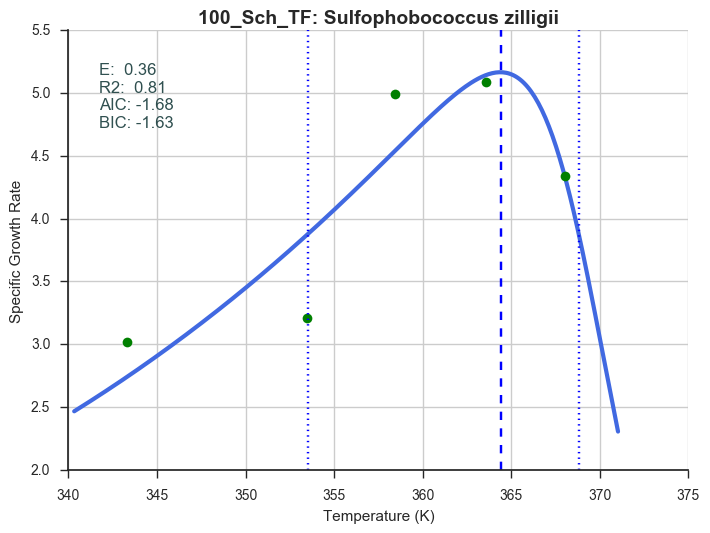 100_Sch_TF: Sulfophobococcus zilligii
E:  0.36
R2:  0.81
AIC: -1.68
BIC: -1.63
5.5
5.0
4.5
4.0
3.5
3.0
2.5
2.0
Specific Growth Rate
340 345 350 355 360 365 370 375
Temperature (K)